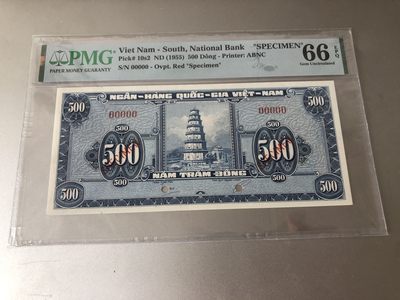 PMG
PAPER MONEY GUARANTY
Viet Nam - South, National Bank "SPECIMEN"
Pick# 10s2 ND (1955) 500 Dông - Printer: ABNC
S/N 00000 - Ovpt. Red "Specimen"
66 EPQ
Gem Uncirculated
NGÂN-HÀNG QUỐC-GIA VIỆT-NAM
500 00000 00000 500
500 500
500 500
500 NĂM TRĂM ĐỒNG 500